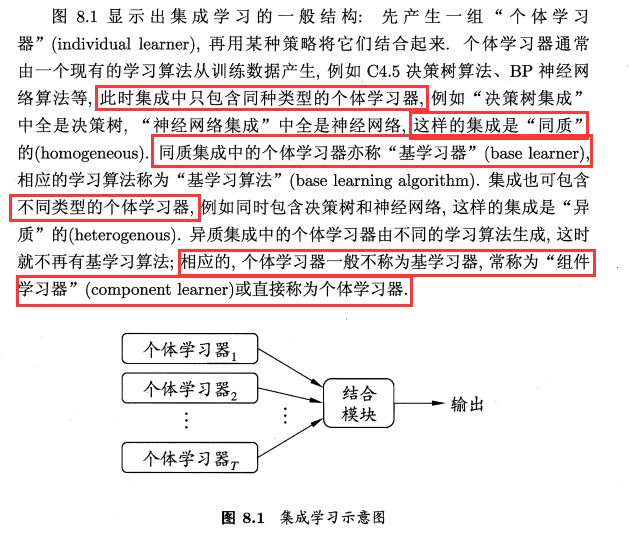 图 8.1 显示出集成学习的一般结构: 先产生一组“个体学习
器”(individual learner), 再用某种策略将它们结合起来. 个体学习器通常
由一个现有的学习算法从训练数据产生, 例如 C4.5 决策树算法、BP 神经网
络算法等, 此时集成中只包含同种类型的个体学习器, 例如“决策树集成”
中全是决策树, “神经网络集成”中全是神经网络, 这样的集成是“同质”
的(homogeneous). 同质集成中的个体学习器亦称“基学习器”(base learner),
相应的学习算法称为“基学习算法”(base learning algorithm). 集成也可包含
不同类型的个体学习器, 例如同时包含决策树和神经网络, 这样的集成是“异
质”的(heterogenous). 异质集成中的个体学习器由不同的学习算法生成, 这时
就不再有基学习算法; 相应的, 个体学习器一般不称为基学习器, 常称为“组件
学习器”(component learner)或直接称为个体学习器.
个体学习器1
个体学习器2
⋮
⋮
个体学习器T
结合
模块
输出
图 8.1 集成学习示意图